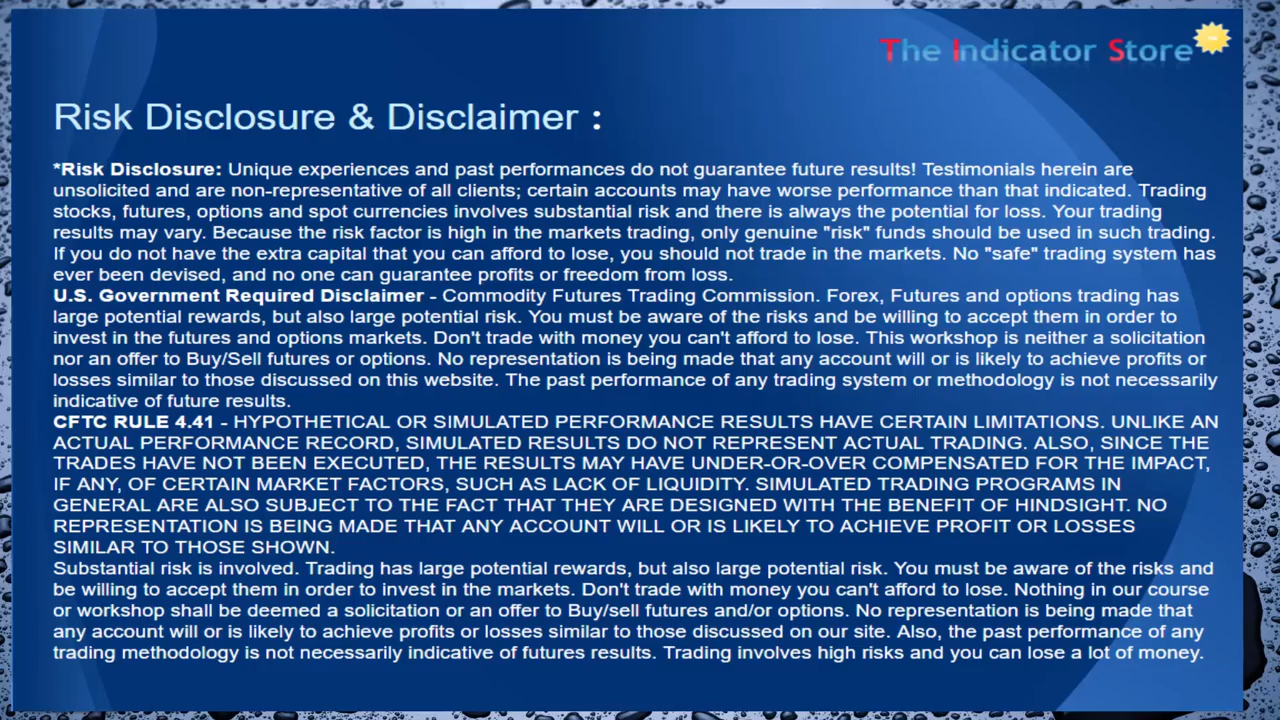 The Indicator Store
Risk Disclosure & Disclaimer :
*Risk Disclosure: Unique experiences and past performances do not guarantee future results! Testimonials herein are
unsolicited and are non-representative of all clients; certain accounts may have worse performance than that indicated. Trading
stocks, futures, options and spot currencies involves substantial risk and there is always the potential for loss. Your trading
results may vary. Because the risk factor is high in the markets trading, only genuine "risk" funds should be used in such trading.
If you do not have the extra capital that you can afford to lose, you should not trade in the markets. No "safe" trading system has
ever been devised, and no one can guarantee profits or freedom from loss.
U.S. Government Required Disclaimer - Commodity Futures Trading Commission. Forex, Futures and options trading has
large potential rewards, but also large potential risk. You must be aware of the risks and be willing to accept them in order to
invest in the futures and options markets. Don't trade with money you can't afford to lose. This workshop is neither a solicitation
nor an offer to Buy/Sell futures or options. No representation is being made that any account will or is likely to achieve profits or
losses similar to those discussed on this website. The past performance of any trading system or methodology is not necessarily
indicative of future results.
CFTC RULE 4.41 - HYPOTHETICAL OR SIMULATED PERFORMANCE RESULTS HAVE CERTAIN LIMITATIONS. UNLIKE AN
ACTUAL PERFORMANCE RECORD, SIMULATED RESULTS DO NOT REPRESENT ACTUAL TRADING. ALSO, SINCE THE
TRADES HAVE NOT BEEN EXECUTED, THE RESULTS MAY HAVE UNDER-OR-OVER COMPENSATED FOR THE IMPACT,
IF ANY, OF CERTAIN MARKET FACTORS, SUCH AS LACK OF LIQUIDITY. SIMULATED TRADING PROGRAMS IN
GENERAL ARE ALSO SUBJECT TO THE FACT THAT THEY ARE DESIGNED WITH THE BENEFIT OF HINDSIGHT. NO
REPRESENTATION IS BEING MADE THAT ANY ACCOUNT WILL OR IS LIKELY TO ACHIEVE PROFIT OR LOSSES
SIMILAR TO THOSE SHOWN.
Substantial risk is involved. Trading has large potential rewards, but also large potential risk. You must be aware of the risks and
be willing to accept them in order to invest in the markets. Don't trade with money you can't afford to lose. Nothing in our course
or workshop shall be deemed a solicitation or an offer to Buy/sell futures and/or options. No representation is being made that
any account will or is likely to achieve profits or losses similar to those discussed on our site. Also, the past performance of any
trading methodology is not necessarily indicative of futures results. Trading involves high risks and you can lose a lot of money.